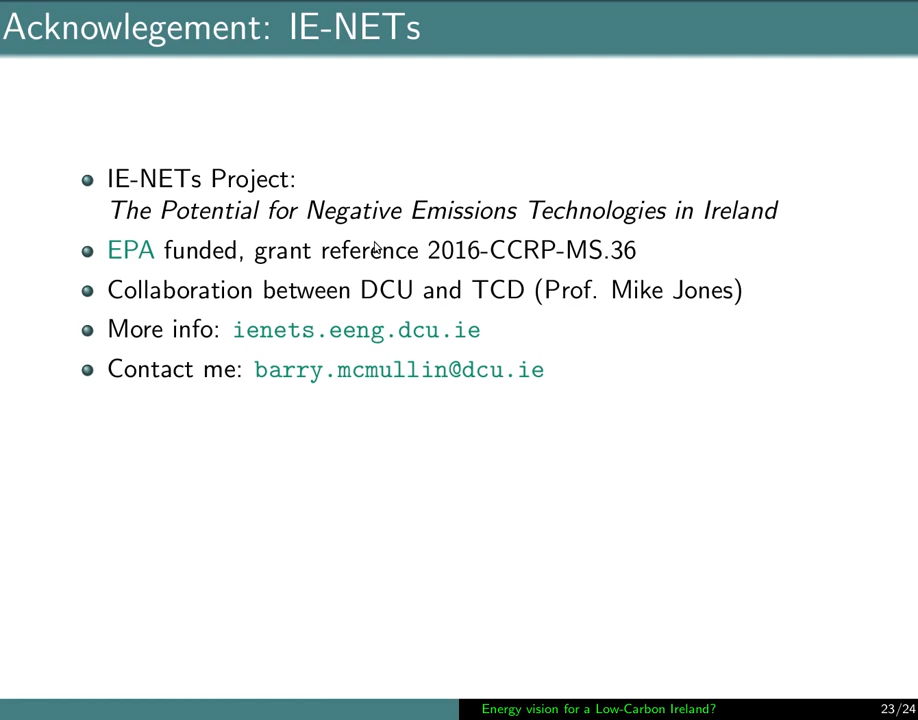 Acknowlegement: IE-NETs
IE-NETs Project:
The Potential for Negative Emissions Technologies in Ireland
EPA funded, grant reference 2016-CCRP-MS.36
Collaboration between DCU and TCD (Prof. Mike Jones)
More info: ienets.eeng.dcu.ie
Contact me: barry.mcmullin@dcu.ie
Energy vision for a Low-Carbon Ireland? 23/24